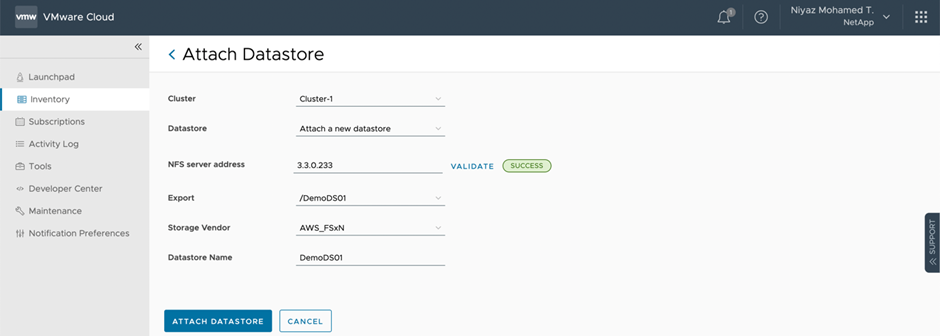 vmw VMware Cloud
1
Niyaz Mohamed T.
NetApp
Launchpad
Inventory
Subscriptions
Activity Log
Tools
Developer Center
Maintenance
Notification Preferences
Attach Datastore
Cluster Cluster-1
Datastore Attach a new datastore
NFS server address 3.3.0.233 VALIDATE SUCCESS
Export /DemoDS01
Storage Vendor AWS_FSxN
Datastore Name DemoDS01
ATTACH DATASTORE CANCEL
SUPPORT